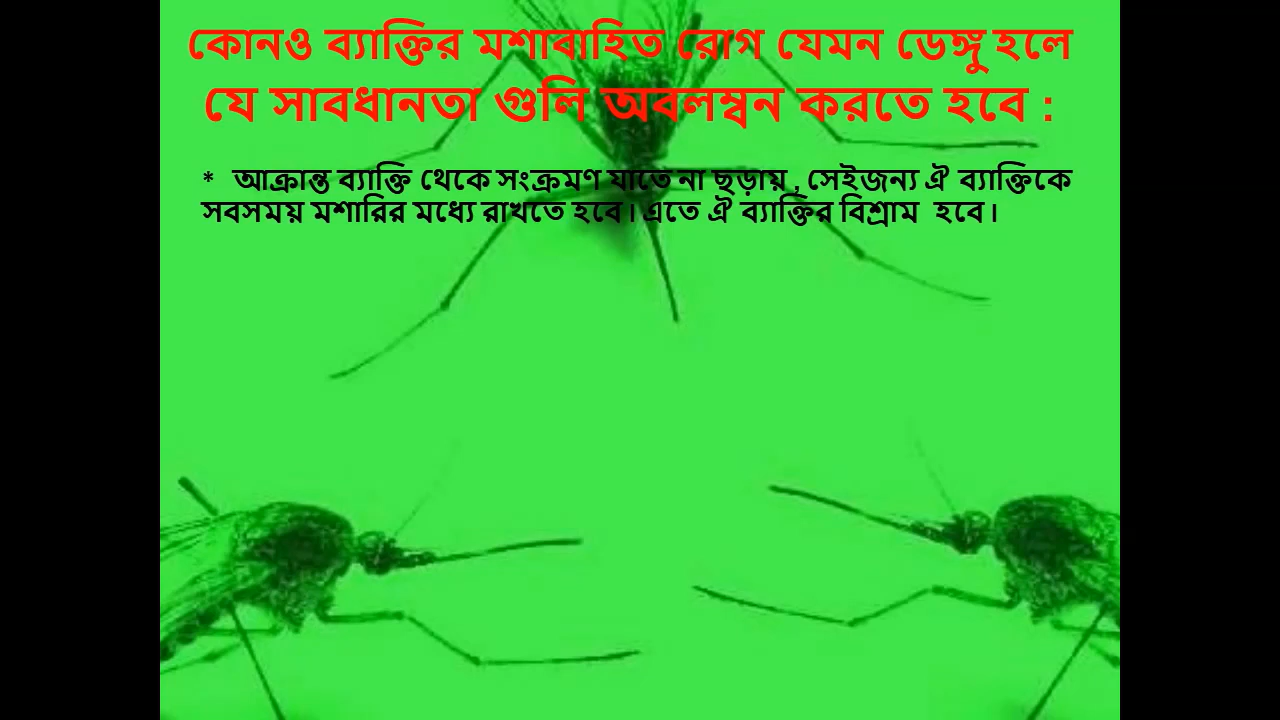 কোনও ব্যাক্তির মশাবাহিত রোগ যেমন ডেঙ্গু হলে
যে সাবধানতা গুলি অবলম্বন করতে হবে :
* আক্রান্ত ব্যাক্তি থেকে সংক্রমণ যাতে না ছড়ায় , সেইজন্য ঐ ব্যাক্তিকে
সবসময় মশারির মধ্যে রাখতে হবে। এতে ঐ ব্যাক্তির বিশ্রাম হবে।